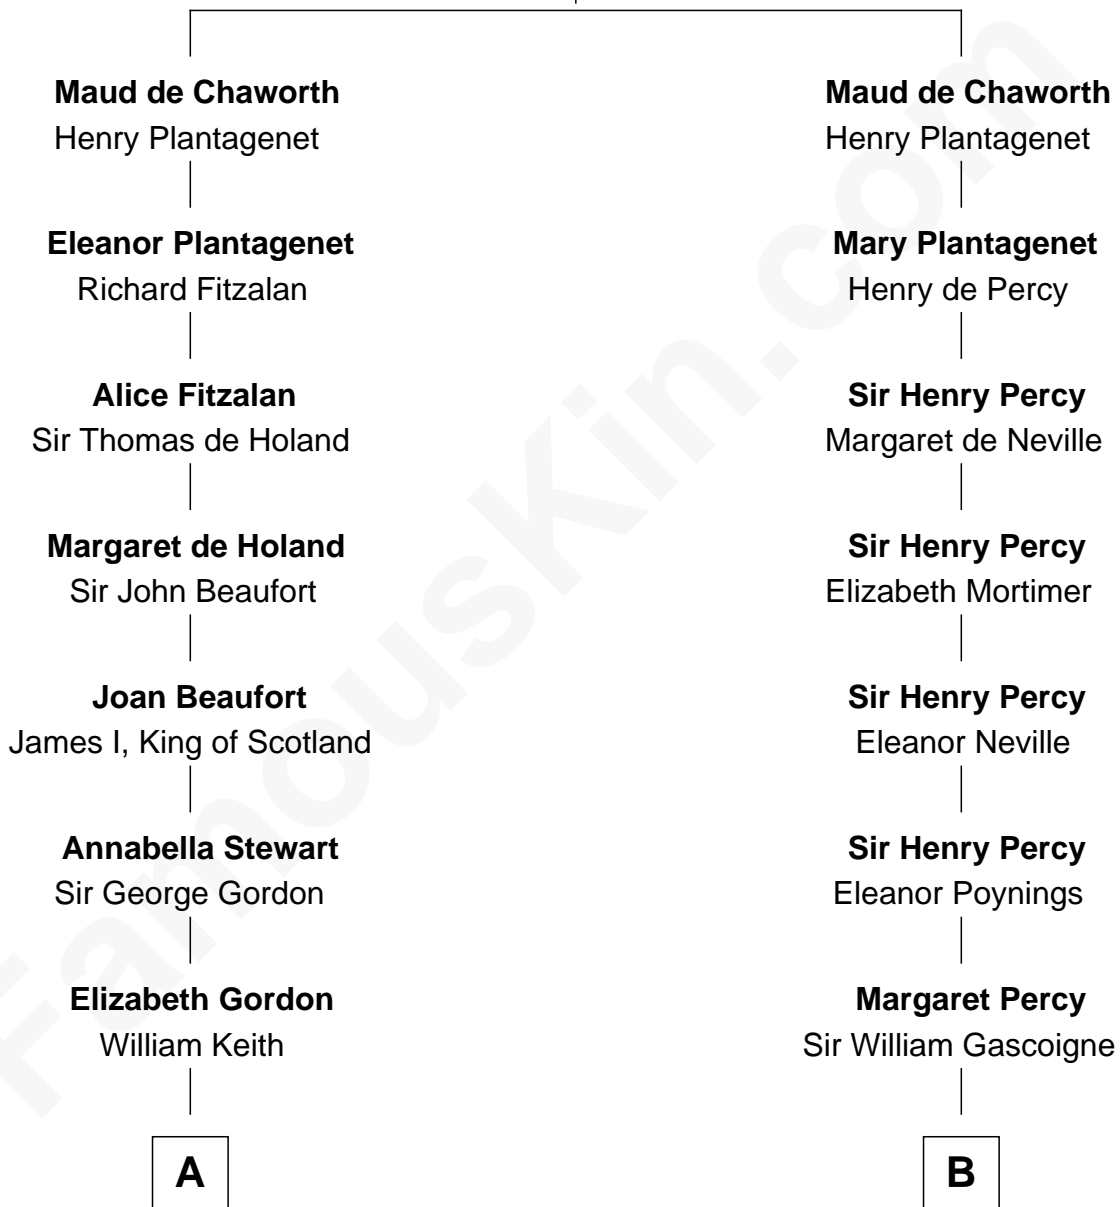 Maud de Chaworth
Henry Plantagenet
Eleanor Plantagenet
Richard Fitzalan
Alice Fitzalan
Sir Thomas de Holand
Margaret de Holand
Sir John Beaufort
Joan Beaufort
James I, King of Scotland
Annabella Stewart
Sir George Gordon
Elizabeth Gordon
William Keith
A
Maud de Chaworth
Henry Plantagenet
Mary Plantagenet
Henry de Percy
Sir Henry Percy
Margaret de Neville
Sir Henry Percy
Elizabeth Mortimer
Sir Henry Percy
Eleanor Neville
Sir Henry Percy
Eleanor Poynings
Margaret Percy
Sir William Gascoigne
B
FamousKin.com